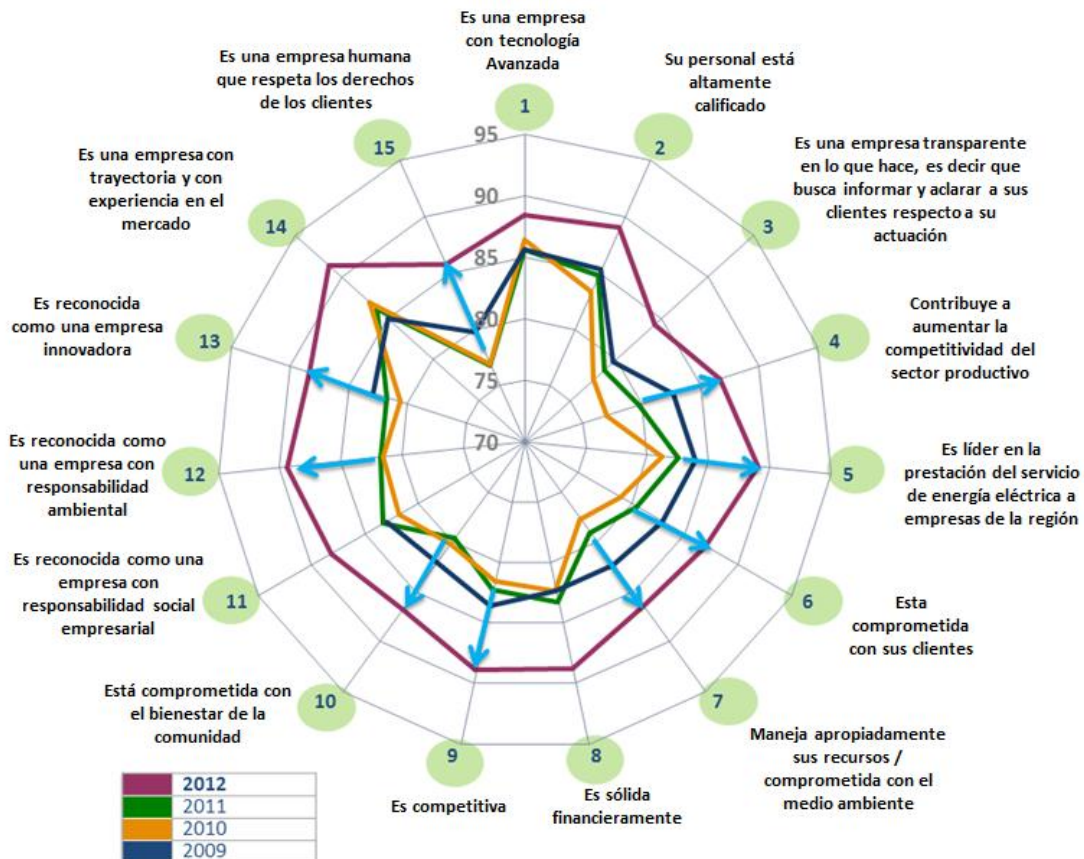 Es una empresa
con tecnología
Avanzada
1
Su personal está
altamente
calificado
2
Es una empresa transparente
en lo que hace, es decir que
busca informar y aclarar a sus
clientes respecto a su
actuación
3
Contribuye a
aumentar la
competitividad del
sector productivo
4
Es líder en la
prestación del servicio
de energía eléctrica a
empresas de la región
5
Esta
comprometida
con sus clientes
6
Maneja apropiadamente
sus recursos /
comprometida con el
medio ambiente
7
Es sólida
financieramente
8
Es competitiva
9
Está comprometida con
el bienestar de la
comunidad
10
Es reconocida como una
empresa con
responsabilidad social
empresarial
11
Es reconocida como
una empresa con
responsabilidad
ambiental
12
Es reconocida
como una empresa
innovadora
13
Es una empresa con
trayectoria y con
experiencia en el
mercado
14
Es una empresa humana
que respeta los derechos
de los clientes
15
95
90
85
80
75
70
2012
2011
2010
2009